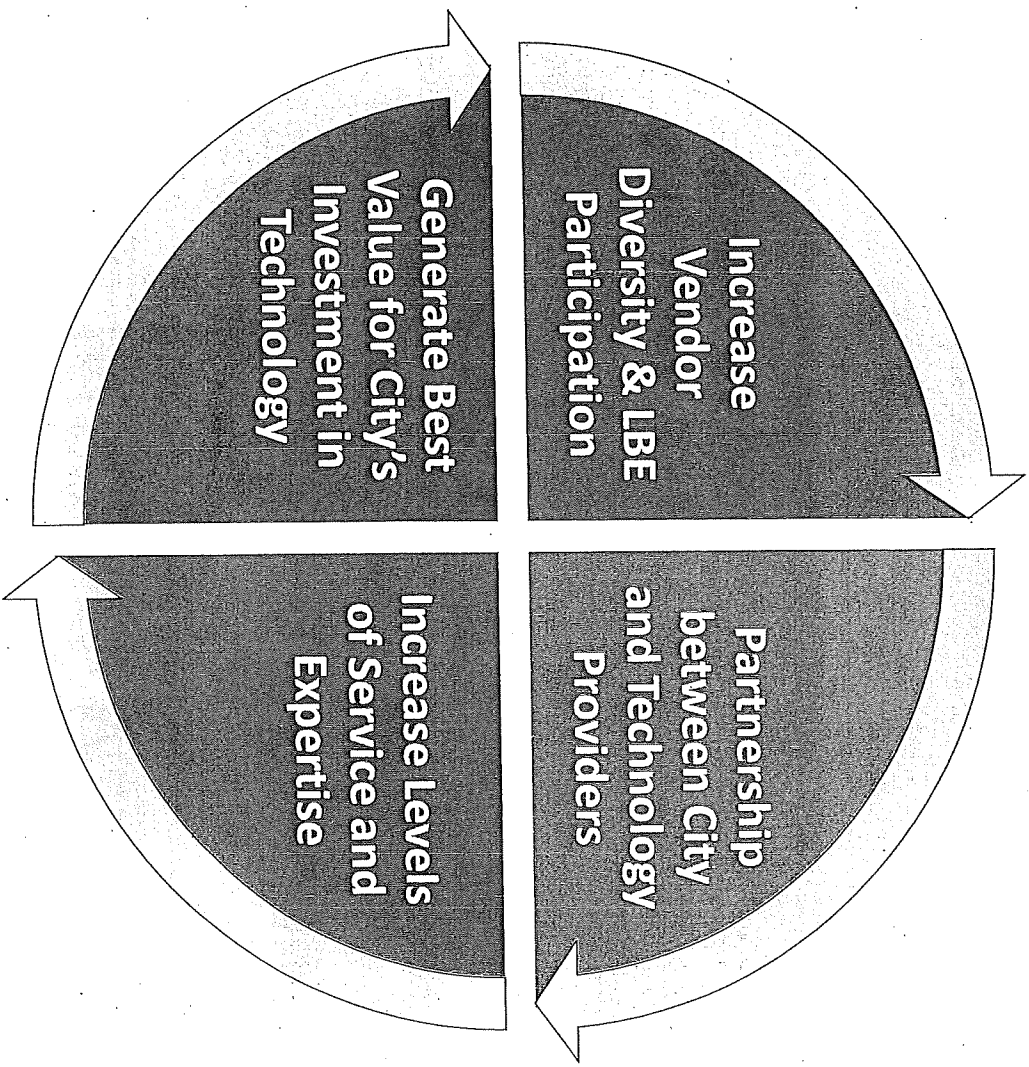 Increase
Vendor
Diversity & LBE
Participation
Partnership
between City
and Technology
Providers
Increase Levels
of Service and
Expertise
Generate Best
Value for City's
Investment in
Technology